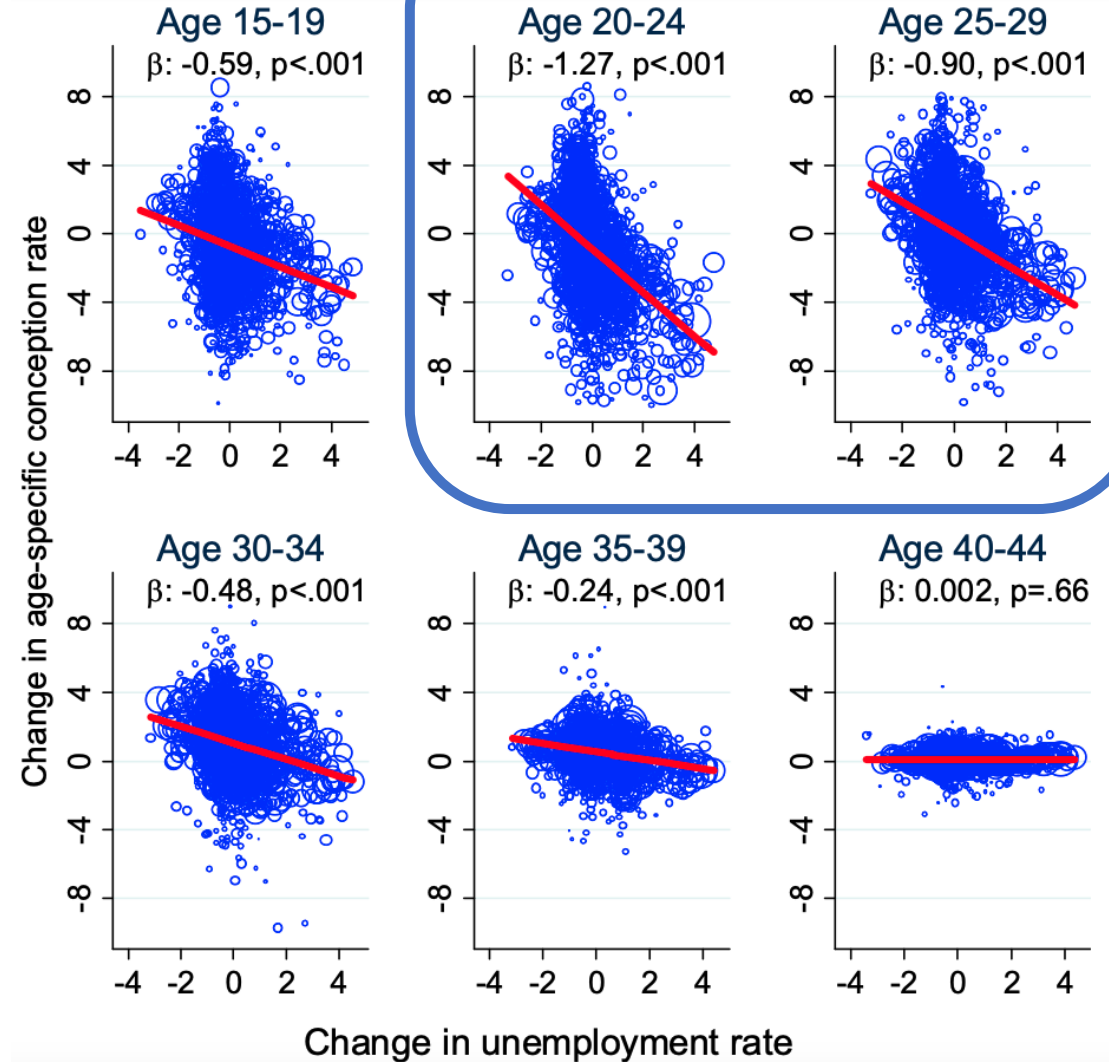 Age 15-19
β: -0.59, p<.001
8
4
0
-4
-8
-4 -2 0 2 4
Age 20-24
β: -1.27, p<.001
8
4
0
-4
-8
-4 -2 0 2 4
Age 25-29
β: -0.90, p<.001
8
4
0
-4
-8
-4 -2 0 2 4
Change in age-specific conception rate
Age 30-34
β: -0.48, p<.001
8
4
0
-4
-8
-4 -2 0 2 4
Age 35-39
β: -0.24, p<.001
8
4
0
-4
-8
-4 -2 0 2 4
Age 40-44
β: 0.002, p=.66
8
4
0
-4
-8
-4 -2 0 2 4
Change in unemployment rate